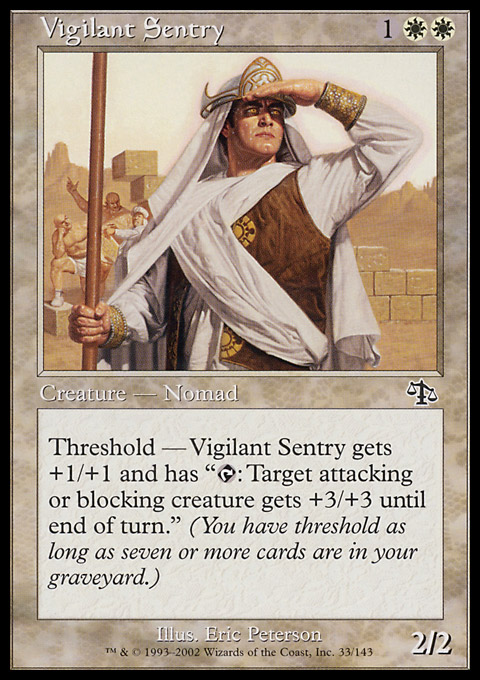 Vigilant Sentry 1
Creature — Nomad
Threshold — Vigilant Sentry gets
+1/+1 and has “: Target attacking
or blocking creature gets +3/+3 until
end of turn.” (You have threshold as
long as seven or more cards are in your
graveyard.)
Illus. Eric Peterson
™ & © 1993–2002 Wizards of the Coast, Inc. 33/143
2/2